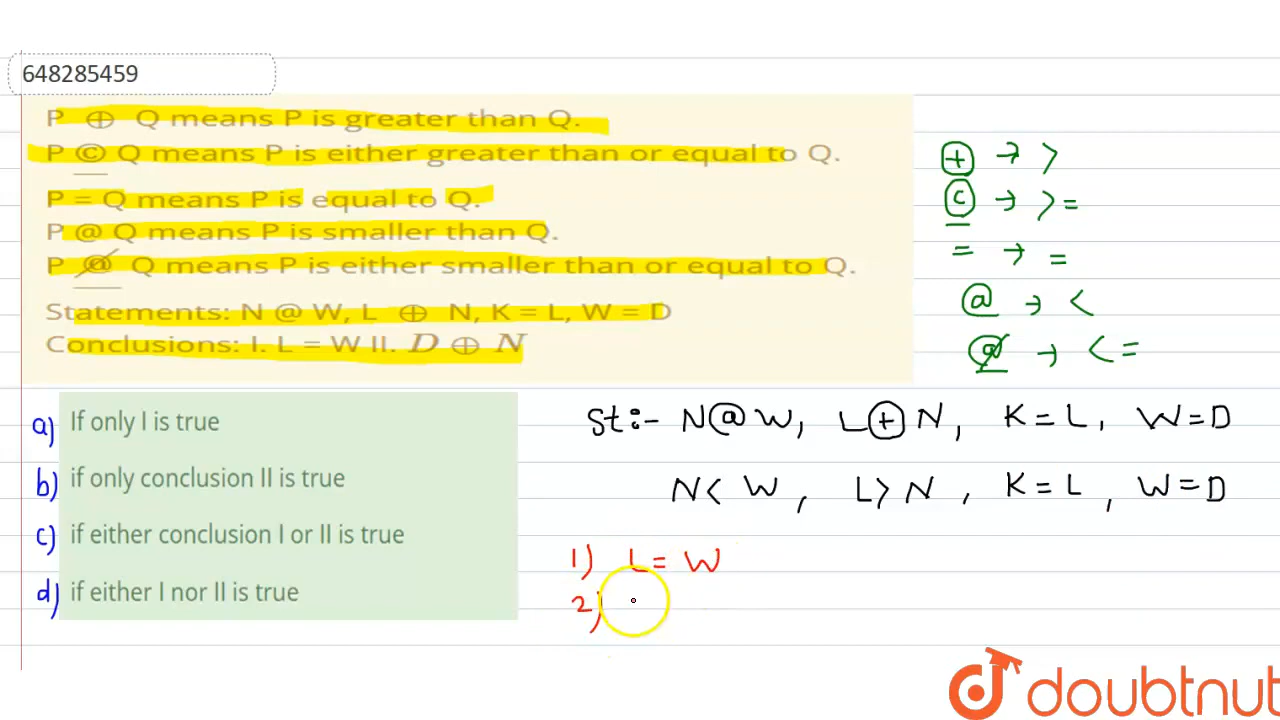 648285459
P ⊕ Q means P is greater than Q.
P © Q means P is either greater than or equal to Q.
P = Q means P is equal to Q.
P @ Q means P is smaller than Q.
P @̸ Q means P is either smaller than or equal to Q.
Statements: N @ W, L ⊕ N, K = L, W = D
Conclusions: I. L = W II. D ⊕ N
⊕ → >
© → >=
= → =
@ → <
@̸ → <=
a) If only I is true
b) if only conclusion II is true
c) if either conclusion I or II is true
d) if either I nor II is true
St:- N@W, L⊕N, K=L, W=D
N< W, L> N, K=L, W=D
1) L= W
2)
doubtnut